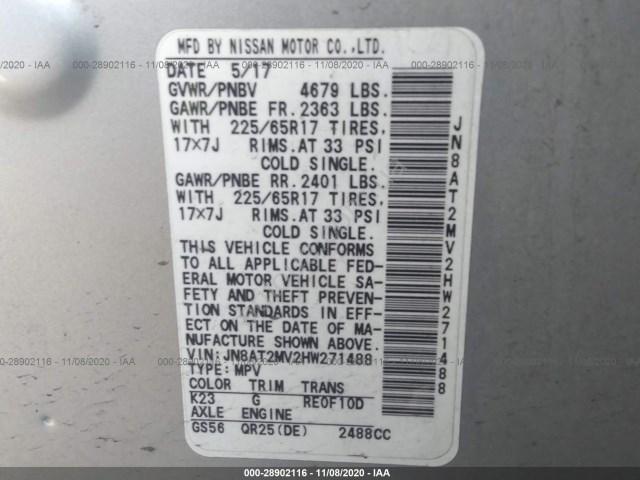 000-28902116 - 11/08/2020 - IAA
11/08/2020 - IAA
000-28902116 - 11/08/2020 - IAA
000-28902116
MFD BY NISSAN MOTOR CO.,LTD.
DATE 5/17
GVWR/PNBV 4679 LBS.
GAWR/PNBE FR. 2363 LBS.
WITH 225/65R17 TIRES,
17×7J RIMS.AT 33 PSI
COLD SINGLE.
GAWR/PNBE RR. 2401 LBS.
WITH 225/65R17 TIRES,
17×7J RIMS.AT 33 PSI
COLD SINGLE.
THIS VEHICLE CONFORMS
TO ALL APPLICABLE FED-
ERAL MOTOR VEHICLE SA-
FETY AND THEFT PREVEN-
TION STANDARDS IN EFF-
ECT ON THE DATE OF MA-
NUFACTURE SHOWN ABOVE.
VIN: JN8AT2MV2HW271488
TYPE: MPV
COLOR TRIM TRANS
K23 G RE0F10D
AXLE ENGINE
GS56 QR25(DE) 2488CC
JN8AT2MV2HW271488
11/08/2020 - IAA
000-28902116 - 11/08/2020 - IAA
000-28902116
000-28902116 - 11/08/2020 - IAA